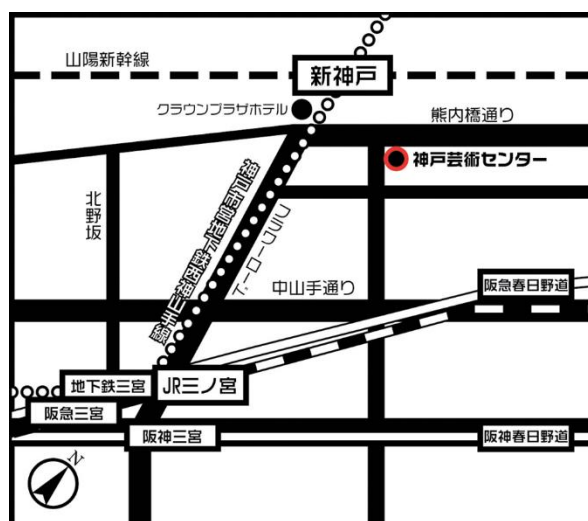 山陽新幹線
新神戸
クラウンプラザホテル
熊内橋通り
神戸芸術センター
北野坂
神戸市営地下鉄西神・山手線
フラワーロード
中山手通り
阪急春日野道
地下鉄三宮
JR三ノ宮
阪急三宮
阪神三宮
阪神春日野道
N